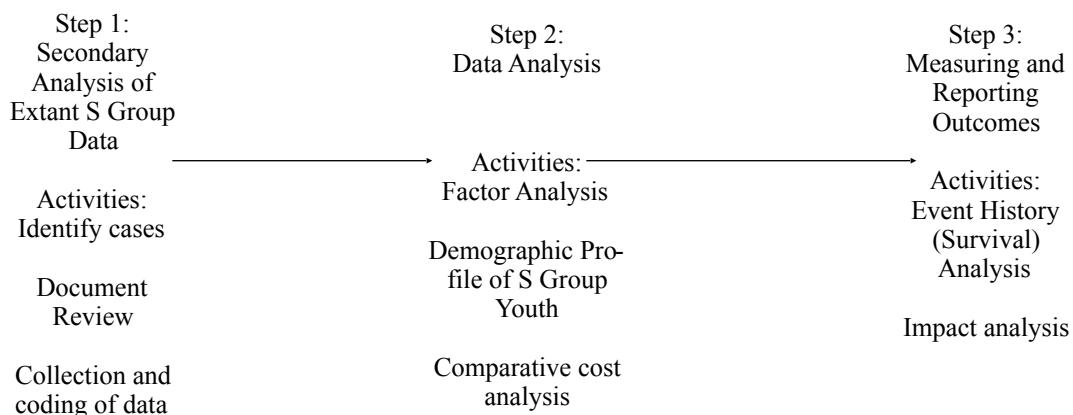 Step 1:
Secondary
Analysis of
Extant S Group
Data
Activities:
Identify cases
Document
Review
Collection and
coding of data
Step 2:
Data Analysis
Activities:
Factor Analysis
Demographic Pro-
file of S Group
Youth
Comparative cost
analysis
Step 3:
Measuring and
Reporting
Outcomes
Activities:
Event History
(Survival)
Analysis
Impact analysis